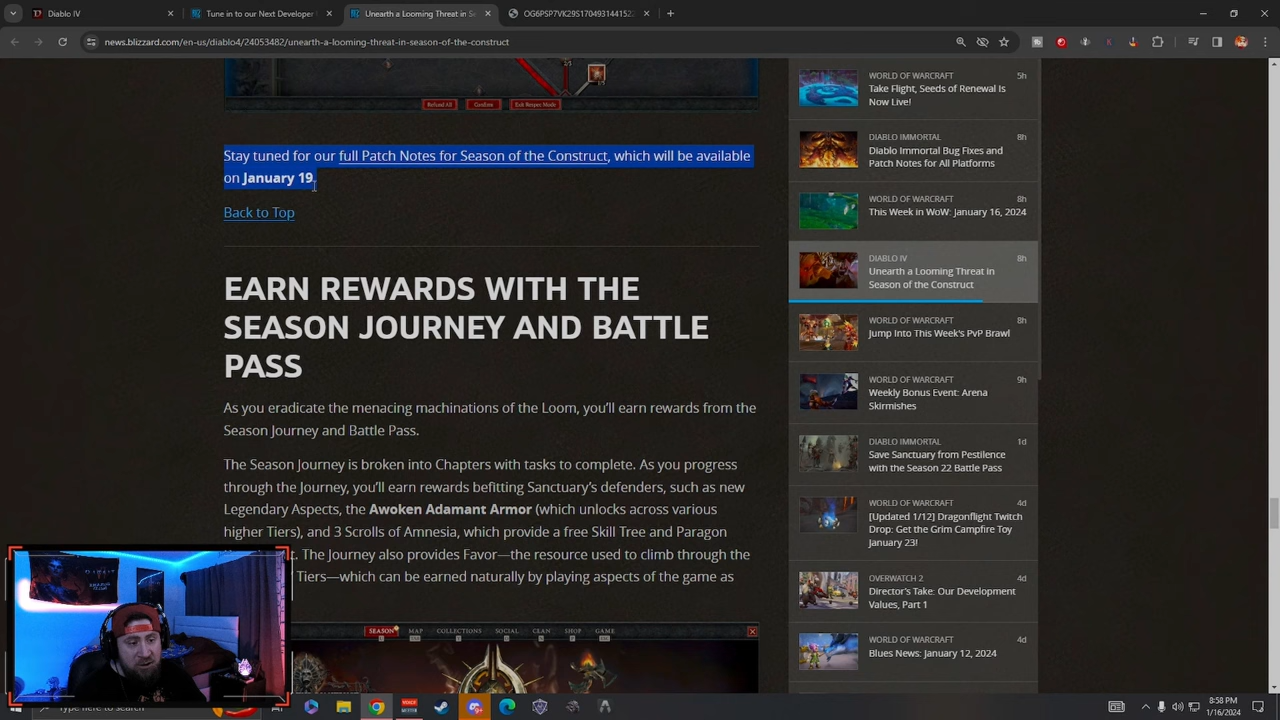 Diablo IV
Tune in to our Next Developer
Unearth a Looming Threat in S
OG6PSP7VK29S1704931441522
news.blizzard.com/en-us/diablo4/24053482/unearth-a-looming-threat-in-season-of-the-construct
Refund All
Confirm
Exit Respec Mode
Stay tuned for our full Patch Notes for Season of the Construct, which will be available
on January 19.
Back to Top
EARN REWARDS WITH THE
SEASON JOURNEY AND BATTLE
PASS
As you eradicate the menacing machinations of the Loom, you’ll earn rewards from the
Season Journey and Battle Pass.
The Season Journey is broken into Chapters with tasks to complete. As you progress
through the Journey, you’ll earn rewards befitting Sanctuary’s defenders, such as new
Legendary Aspects, the Awoken Adamant Armor (which unlocks across various
higher Tiers), and 3 Scrolls of Amnesia, which provide a free Skill Tree and Paragon
. The Journey also provides Favor—the resource used to climb through the
Tiers—which can be earned naturally by playing aspects of the game as
SEASON
MAP
COLLECTIONS
SOCIAL
CLAN
SHOP
GAME
WORLD OF WARCRAFT
5h
Take Flight, Seeds of Renewal Is
Now Live!
DIABLO IMMORTAL
8h
Diablo Immortal Bug Fixes and
Patch Notes for All Platforms
WORLD OF WARCRAFT
8h
This Week in WoW: January 16, 2024
DIABLO IV
8h
Unearth a Looming Threat in
Season of the Construct
WORLD OF WARCRAFT
8h
Jump Into This Week's PvP Brawl
WORLD OF WARCRAFT
9h
Weekly Bonus Event: Arena
Skirmishes
DIABLO IMMORTAL
1d
Save Sanctuary from Pestilence
with the Season 22 Battle Pass
WORLD OF WARCRAFT
4d
[Updated 1/12] Dragonflight Twitch
Drop: Get the Grim Campfire Toy
January 23!
OVERWATCH 2
4d
Director’s Take: Our Development
Values, Part 1
WORLD OF WARCRAFT
4d
Blues News: January 12, 2024
Type here to search
VOICE
8:58 PM
1/16/2024